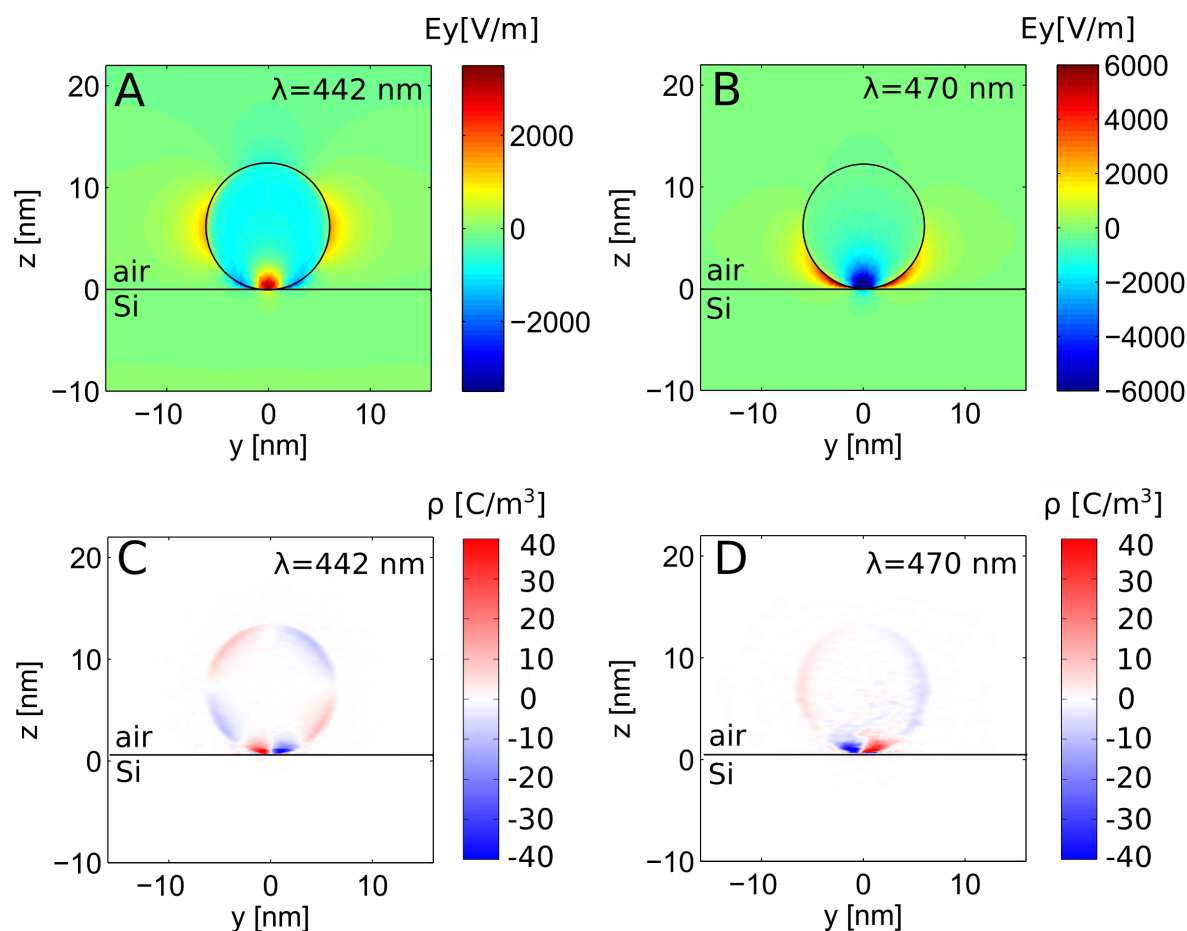 Ey[V/m]
A
λ=442 nm
20
10
0
−10
z [nm]
air
Si
−10
0
10
y [nm]
2000
0
−2000
Ey[V/m]
B
λ=470 nm
20
10
0
−10
z [nm]
air
Si
−10
0
10
y [nm]
6000
4000
2000
0
−2000
−4000
−6000
ρ [C/m³]
C
λ=442 nm
20
10
0
−10
z [nm]
air
Si
−10
0
10
y [nm]
40
30
20
10
0
-10
-20
-30
-40
ρ [C/m³]
D
λ=470 nm
20
10
0
−10
z [nm]
air
Si
−10
0
10
y [nm]
40
30
20
10
0
-10
-20
-30
-40